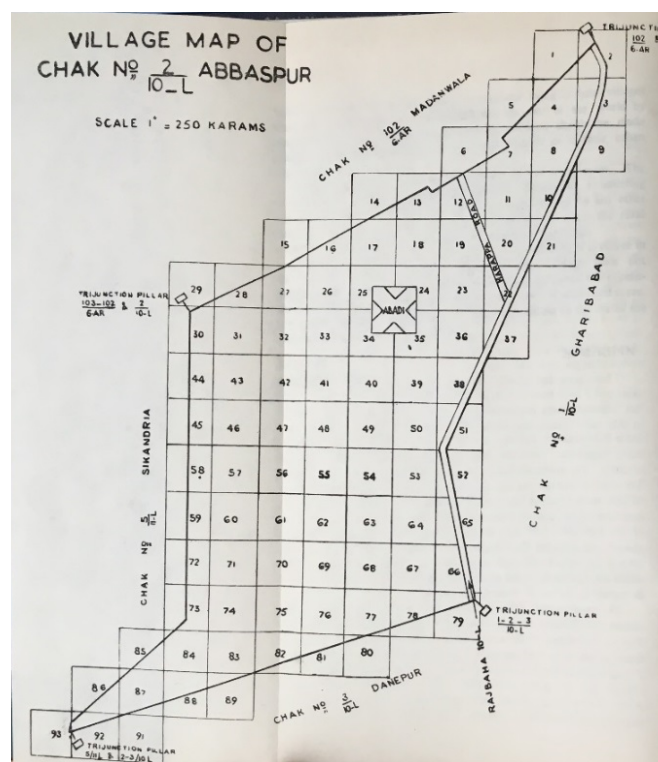 VILLAGE MAP OF
CHAK Nº 2/10-L ABBASPUR
SCALE 1" = 250 KARAMS
TRIJUNCTION
102
6-AR
CHAK Nº 102/6-AR MADANWALA
1 2
5 4 3
6 7 8 9
14 13 12 11 10
HARAPPA ROAD
15 16 17 18 19 20 21
TRIJUNCTION PILLAR
103-102 & 2
6-AR 10-L
29 28 27 26 25 24 23 22
ABADI
30 31 32 33 34 35 36 37
44 43 42 41 40 39 38
45 46 47 48 49 50 51
58 57 56 55 54 53 52
59 60 61 62 63 64 65
72 71 70 69 68 67 66
73 74 75 76 77 78 79
85 84 83 82 81 80
86 87 88 89
93 92 91
CHAK Nº 5/11-L SIKANDRIA
CHAK Nº 1/10-L GHARIBABAD
TRIJUNCTION PILLAR
1-2-3
10-L
RAJBAHA 10-L
CHAK Nº 3/10-L DANEPUR
TRIJUNCTION PILLAR
5/11L & 2-3/10L